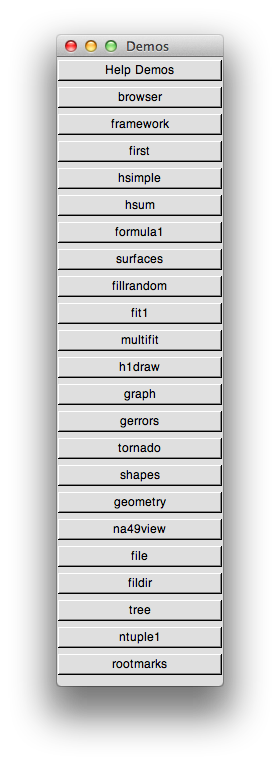 Demos
Help Demos
browser
framework
first
hsimple
hsum
formula1
surfaces
fillrandom
fit1
multifit
h1draw
graph
gerrors
tornado
shapes
geometry
na49view
file
fildir
tree
ntuple1
rootmarks